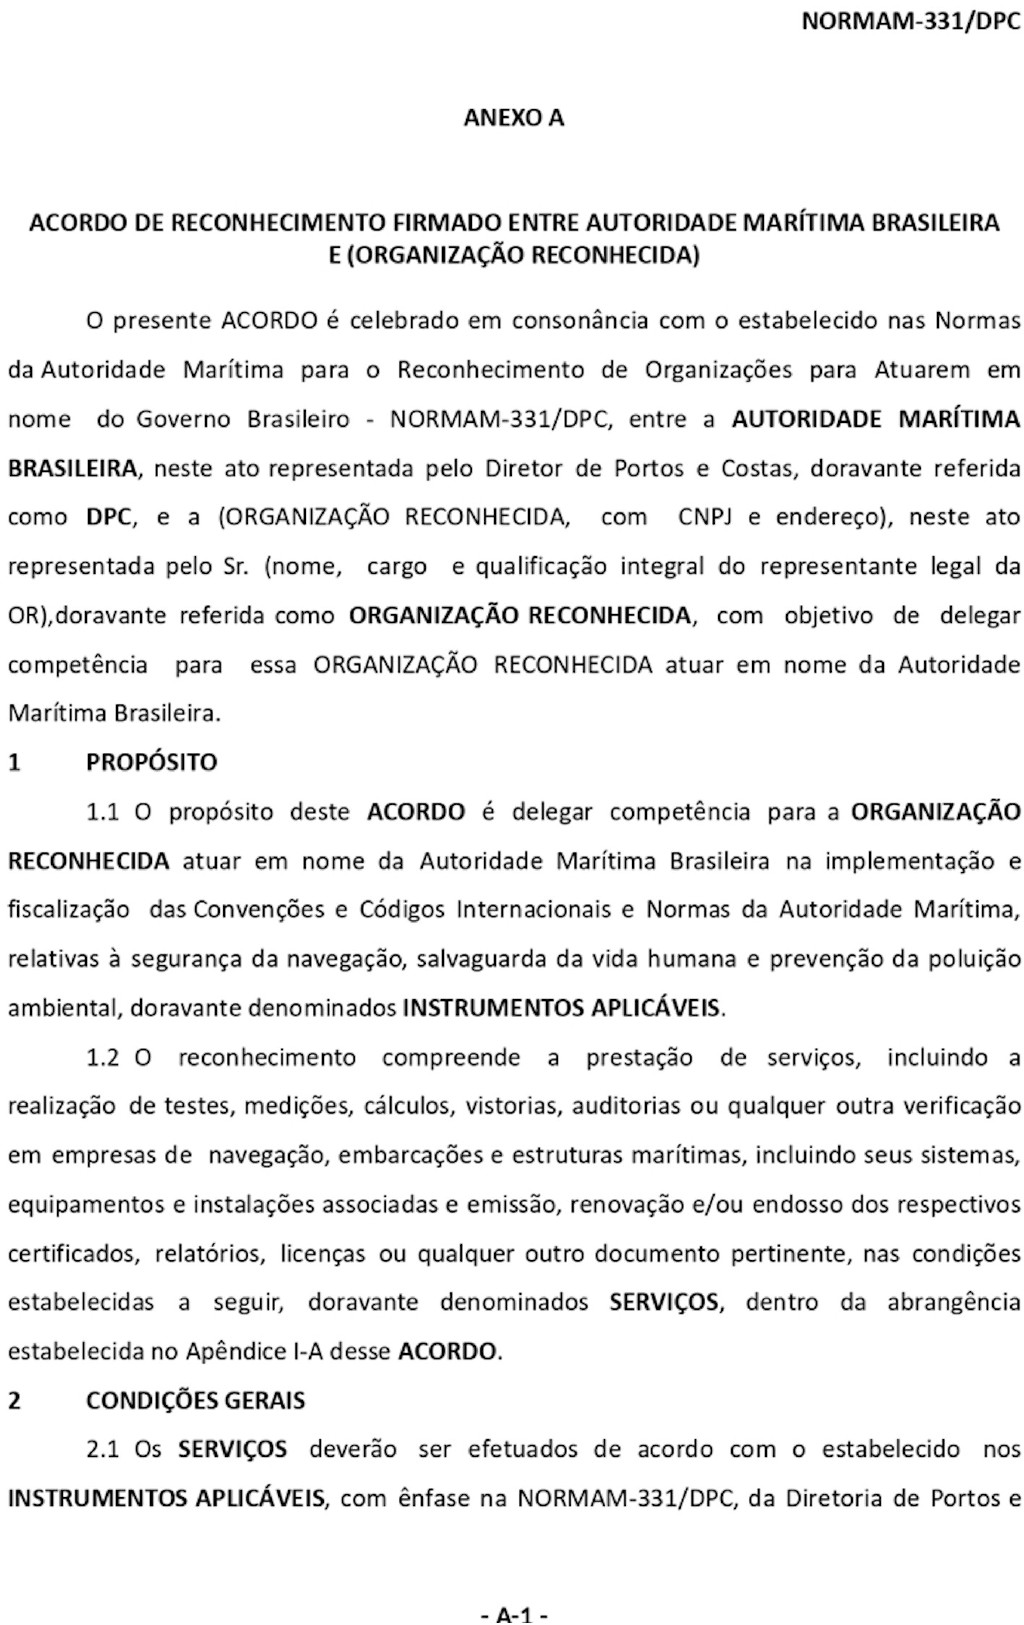 NORMAM-331/DPC
ANEXO A
ACORDO DE RECONHECIMENTO FIRMADO ENTRE AUTORIDADE MARÍTIMA BRASILEIRA
E (ORGANIZAÇÃO RECONHECIDA)
O presente ACORDO é celebrado em consonância com o estabelecido nas Normas
da Autoridade Marítima para o Reconhecimento de Organizações para Atuarem em
nome do Governo Brasileiro - NORMAM-331/DPC, entre a AUTORIDADE MARÍTIMA
BRASILEIRA, neste ato representada pelo Diretor de Portos e Costas, doravante referida
como DPC, e a (ORGANIZAÇÃO RECONHECIDA, com CNPJ e endereço), neste ato
representada pelo Sr. (nome, cargo e qualificação integral do representante legal da
OR),doravante referida como ORGANIZAÇÃO RECONHECIDA, com objetivo de delegar
competência para essa ORGANIZAÇÃO RECONHECIDA atuar em nome da Autoridade
Marítima Brasileira.
1 PROPÓSITO
1.1 O propósito deste ACORDO é delegar competência para a ORGANIZAÇÃO
RECONHECIDA atuar em nome da Autoridade Marítima Brasileira na implementação e
fiscalização das Convenções e Códigos Internacionais e Normas da Autoridade Marítima,
relativas à segurança da navegação, salvaguarda da vida humana e prevenção da poluição
ambiental, doravante denominados INSTRUMENTOS APLICÁVEIS.
1.2 O reconhecimento compreende a prestação de serviços, incluindo a
realização de testes, medições, cálculos, vistorias, auditorias ou qualquer outra verificação
em empresas de navegação, embarcações e estruturas marítimas, incluindo seus sistemas,
equipamentos e instalações associadas e emissão, renovação e/ou endosso dos respectivos
certificados, relatórios, licenças ou qualquer outro documento pertinente, nas condições
estabelecidas a seguir, doravante denominados SERVIÇOS, dentro da abrangência
estabelecida no Apêndice I-A desse ACORDO.
2 CONDIÇÕES GERAIS
2.1 Os SERVIÇOS deverão ser efetuados de acordo com o estabelecido nos
INSTRUMENTOS APLICÁVEIS, com ênfase na NORMAM-331/DPC, da Diretoria de Portos e
- A-1 -